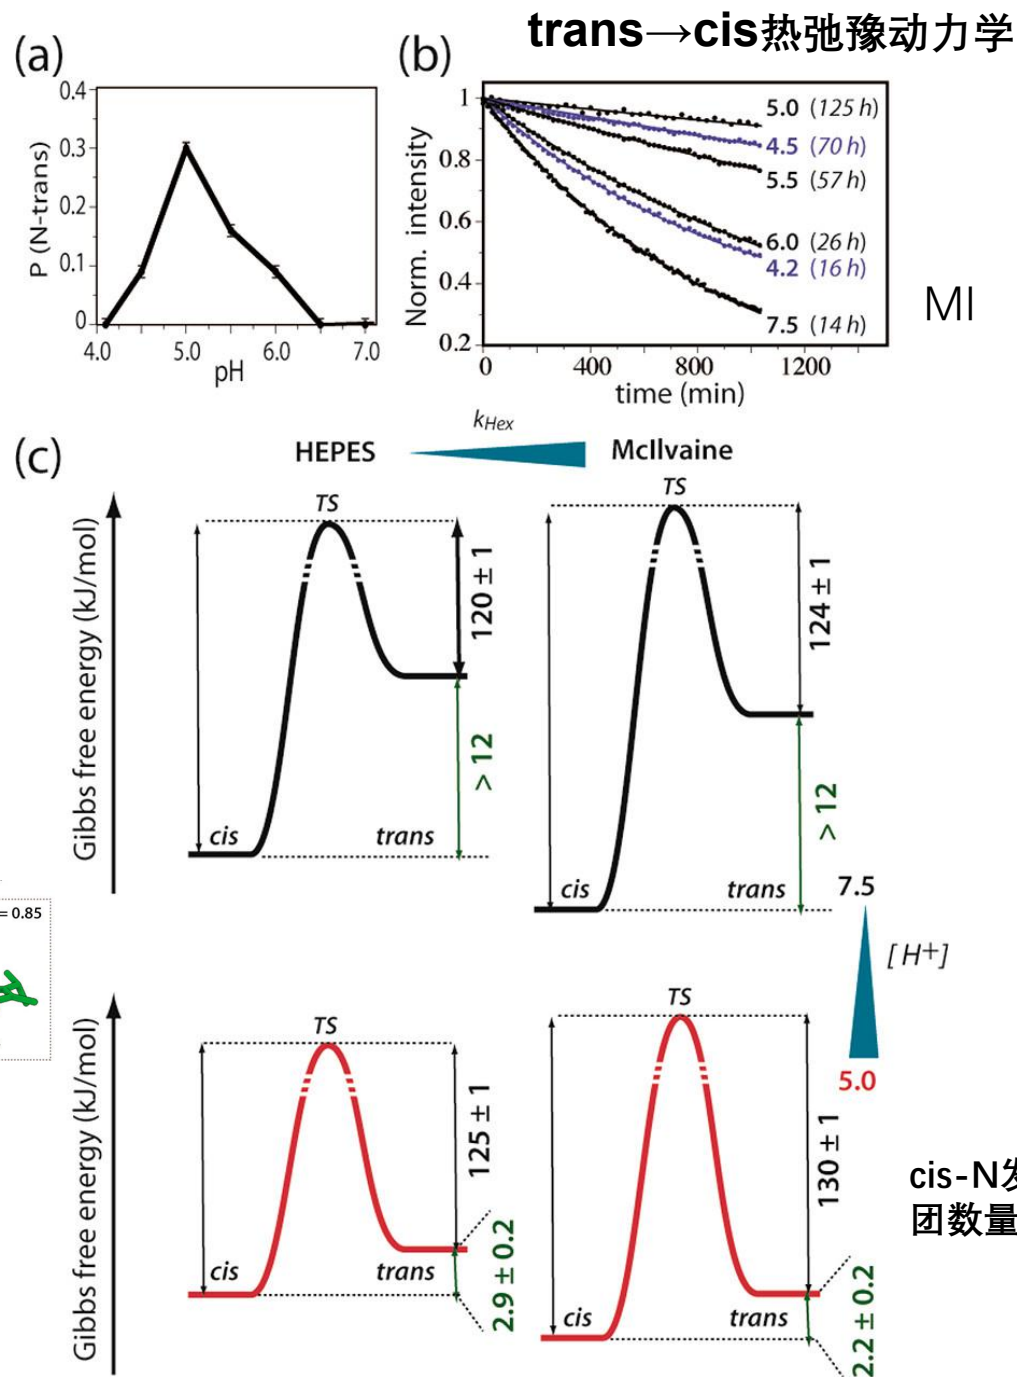 trans→cis热弛豫动力学
(a)
P (N-trans)
0.4
0.3
0.2
0.1
0
4.0 5.0 6.0 7.0
pH
(b)
Norm. intensity
1
0.8
0.6
0.4
0.2
0 400 800 1200
time (min)
5.0 (125 h)
4.5 (70 h)
5.5 (57 h)
6.0 (26 h)
4.2 (16 h)
7.5 (14 h)
MI
(c)
kHex
HEPES McIlvaine
Gibbs free energy (kJ/mol)
TS
120 ± 1
> 12
cis trans
TS
124 ± 1
> 12
cis trans
7.5
[H+]
5.0
= 0.85
Gibbs free energy (kJ/mol)
TS
125 ± 1
2.9 ± 0.2
cis trans
TS
130 ± 1
2.2 ± 0.2
cis trans
cis-N发
团数量